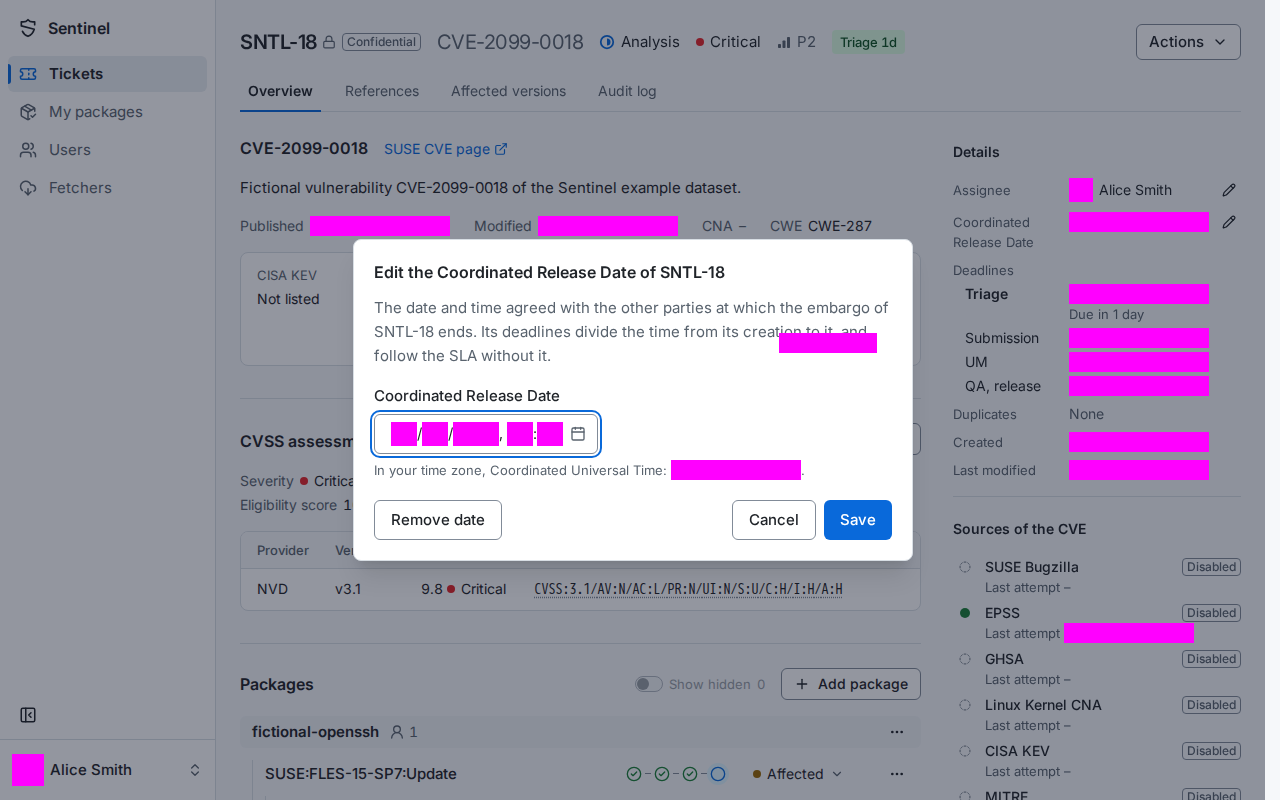 Sentinel
Tickets
My packages
Users
Fetchers
Alice Smith
SNTL-18 Confidential CVE-2099-0018 Analysis Critical P2 Triage 1d Actions
Overview References Affected versions Audit log
CVE-2099-0018 SUSE CVE page
Fictional vulnerability CVE-2099-0018 of the Sentinel example dataset.
Published Modified CNA – CWE CWE-287
CISA KEV
Not listed
Edit the Coordinated Release Date of SNTL-18
The date and time agreed with the other parties at which the embargo of
SNTL-18 ends. Its deadlines divide the time from its creation to it, and
follow the SLA without it.
Coordinated Release Date
/ / , :
In your time zone, Coordinated Universal Time: .
Remove date Cancel Save
CVSS
Severity
Eligibility score
Provider
NVD v3.1 9.8 Critical CVSS:3.1/AV:N/AC:L/PR:N/UI:N/S:U/C:H/I:H/A:H
Packages Show hidden 0 Add package
fictional-openssh 1
SUSE:FLES-15-SP7:Update Affected
Details
Assignee Alice Smith
Coordinated
Release Date
Deadlines
Triage
Due in 1 day
Submission
UM
QA, release
Duplicates None
Created
Last modified
Sources of the CVE
SUSE Bugzilla Disabled
Last attempt –
EPSS Disabled
Last attempt
GHSA Disabled
Last attempt –
Linux Kernel CNA Disabled
Last attempt –
CISA KEV Disabled
Last attempt –
MITRE Disabled